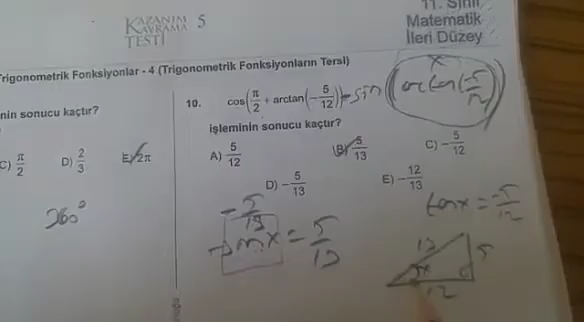 KAZANIM
KAVRAMA
TESTİ
5
11. Sınıf
Matematik
İleri Düzey
Trigonometrik Fonksiyonlar - 4 (Trigonometrik Fonksiyonların Tersi)
nin sonucu kaçtır?
C) π/2 D) 2/3 E) 2π
360°
10. cos(π/2 + arctan(-5/12)) = -sin(arctan(-5/12))
x
işleminin sonucu kaçtır?
A) 5/12 B) 5/13 C) -5/12
D) -5/13 E) -12/13
tanx = -5/12
-5/13
-sinx = 5/13
13 5
x
12